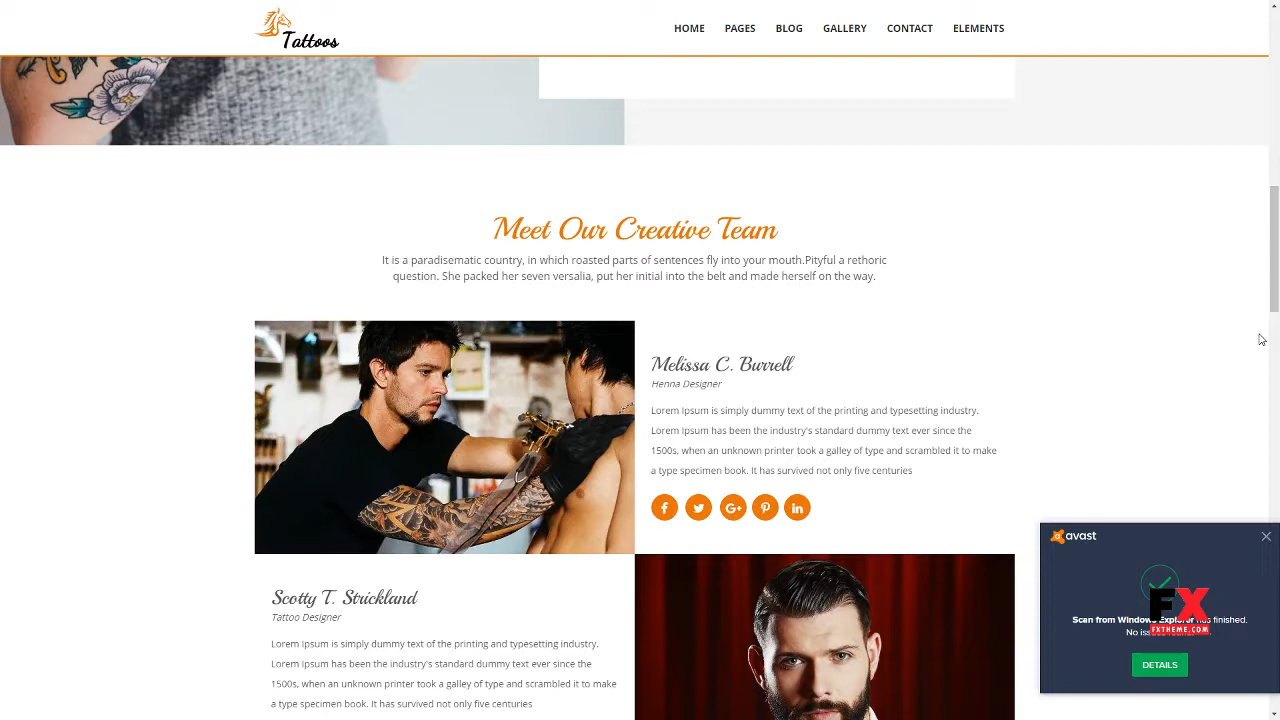 Tattoos
HOME PAGES BLOG GALLERY CONTACT ELEMENTS
Meet Our Creative Team
It is a paradisematic country, in which roasted parts of sentences fly into your mouth.Pityful a rethoric
question. She packed her seven versalia, put her initial into the belt and made herself on the way.
Melissa C. Burrell
Henna Designer
Lorem Ipsum is simply dummy text of the printing and typesetting industry.
Lorem Ipsum has been the industry's standard dummy text ever since the
1500s, when an unknown printer took a galley of type and scrambled it to make
a type specimen book. It has survived not only five centuries
Scotty T. Strickland
Tattoo Designer
Lorem Ipsum is simply dummy text of the printing and typesetting industry.
Lorem Ipsum has been the industry's standard dummy text ever since the
1500s, when an unknown printer took a galley of type and scrambled it to make
a type specimen book. It has survived not only five centuries
avast
FX
FXTHEME.COM
Scan from Windows Explorer has finished.
No
DETAILS